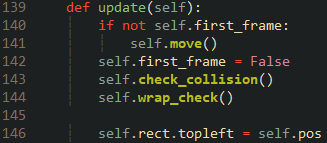 139 def update(self):
140 if not self.first_frame:
141 self.move()
142 self.first_frame = False
143 self.check_collision()
144 self.wrap_check()
145
146 self.rect.topleft = self.pos